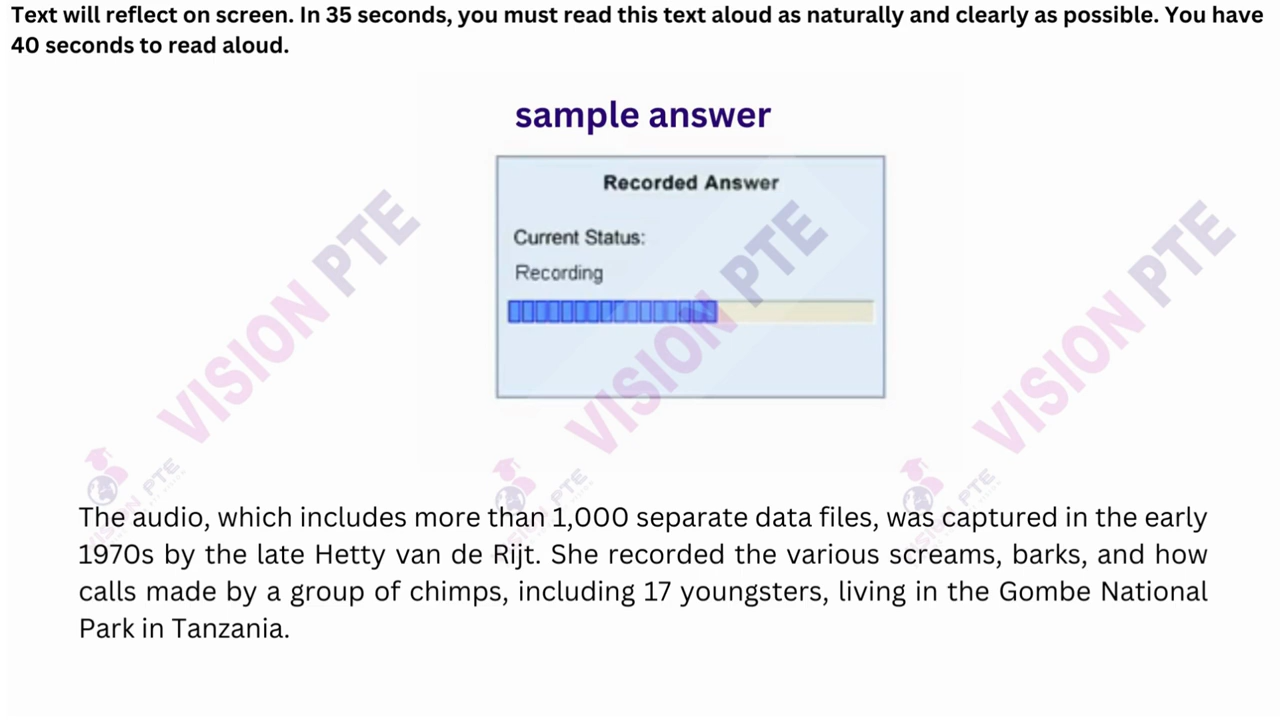 Text will reflect on screen. In 35 seconds, you must read this text aloud as naturally and clearly as possible. You have
40 seconds to read aloud.
sample answer
Recorded Answer
Current Status:
Recording
VISION PTE
VISION PTE
VISION PTE
The audio, which includes more than 1,000 separate data files, was captured in the early
1970s by the late Hetty van de Rijt. She recorded the various screams, barks, and how
calls made by a group of chimps, including 17 youngsters, living in the Gombe National
Park in Tanzania.